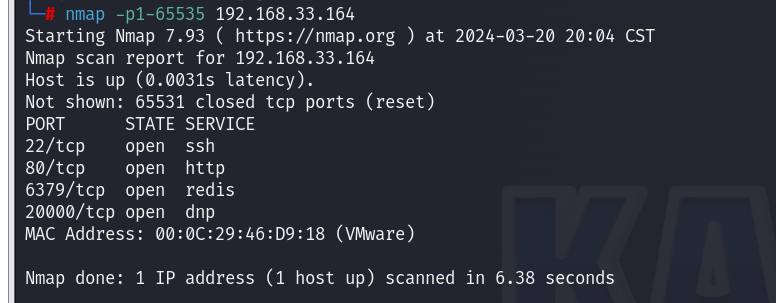 └─# nmap -p1-65535 192.168.33.164
Starting Nmap 7.93 ( https://nmap.org ) at 2024-03-20 20:04 CST
Nmap scan report for 192.168.33.164
Host is up (0.0031s latency).
Not shown: 65531 closed tcp ports (reset)
PORT      STATE SERVICE
22/tcp    open  ssh
80/tcp    open  http
6379/tcp  open  redis
20000/tcp open  dnp
MAC Address: 00:0C:29:46:D9:18 (VMware)
Nmap done: 1 IP address (1 host up) scanned in 6.38 seconds
KA